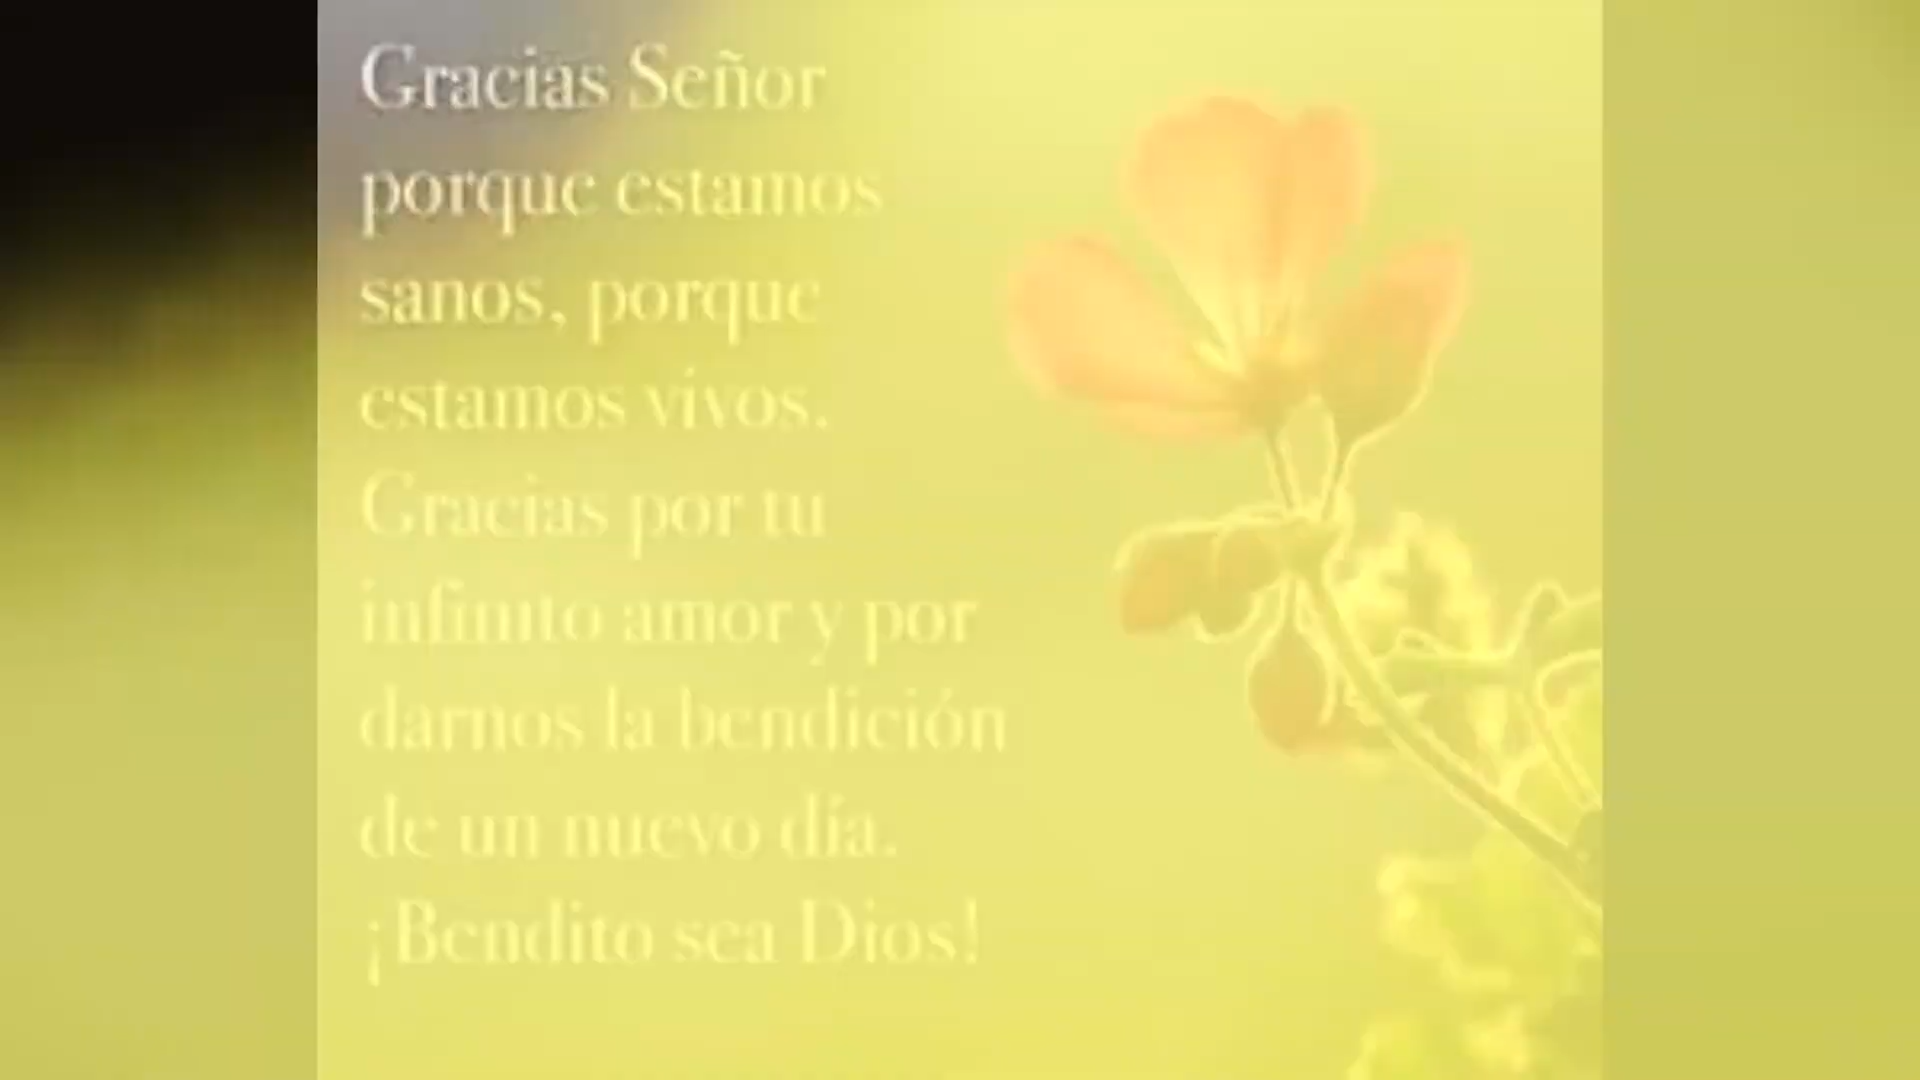 Gracias Señor
porque estamos
sanos, porque
estamos vivos.
Gracias por tu
infinito amor y por
darnos la bendición
de un nuevo día.
¡Bendito sea Dios!